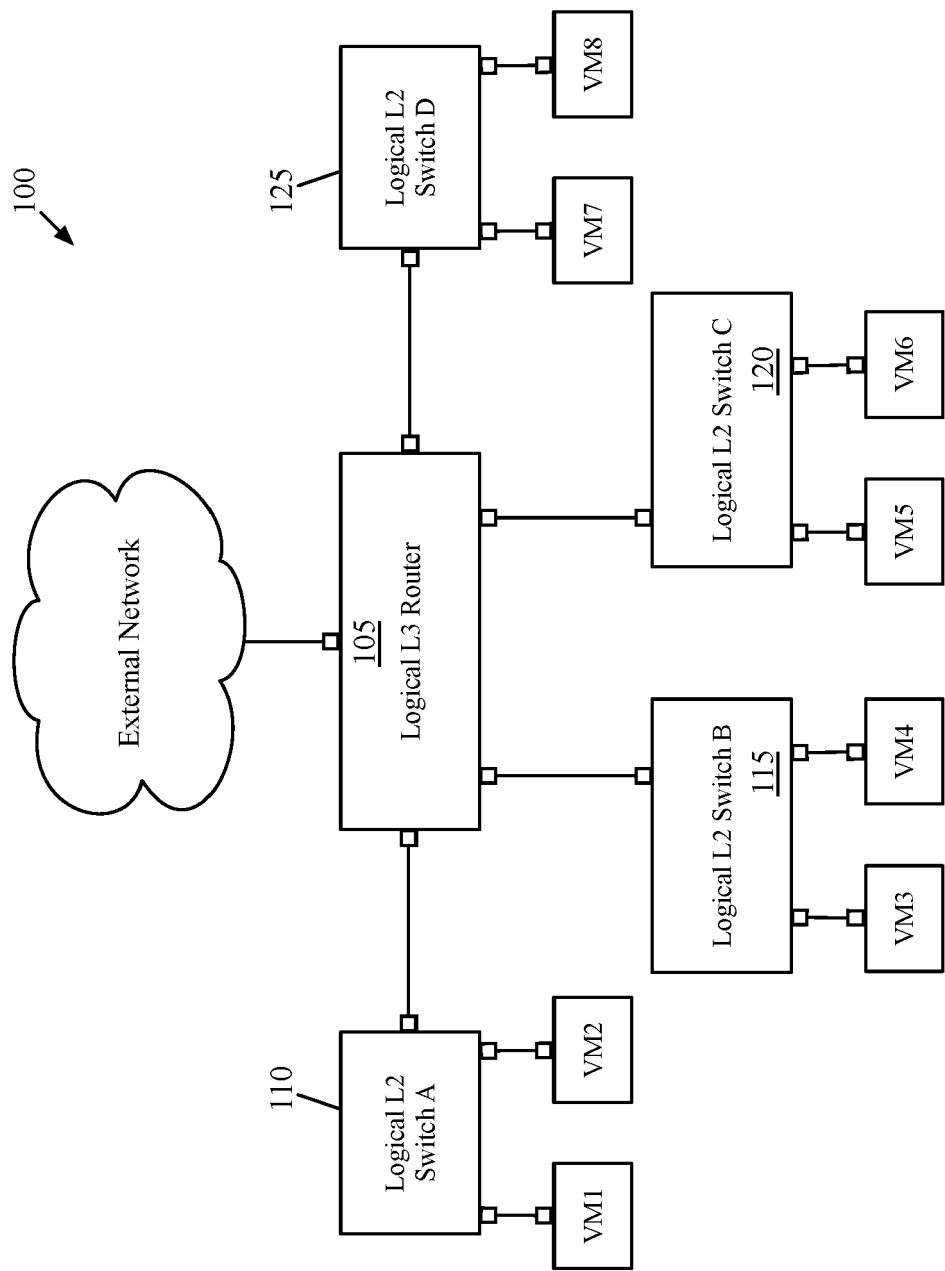 100
External Network
110
Logical L2
Switch A
105
Logical L3 Router
125
Logical L2
Switch D
VM1
VM2
VM7
VM8
Logical L2 Switch B
115
Logical L2 Switch C
120
VM3
VM4
VM5
VM6